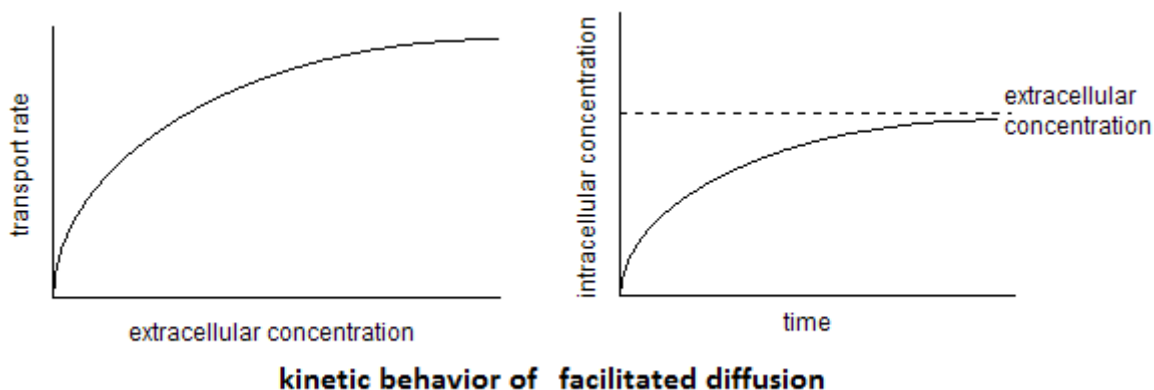 transport rate
extracellular concentration
intracellular concentration
extracellular
concentration
time
kinetic behavior of facilitated diffusion